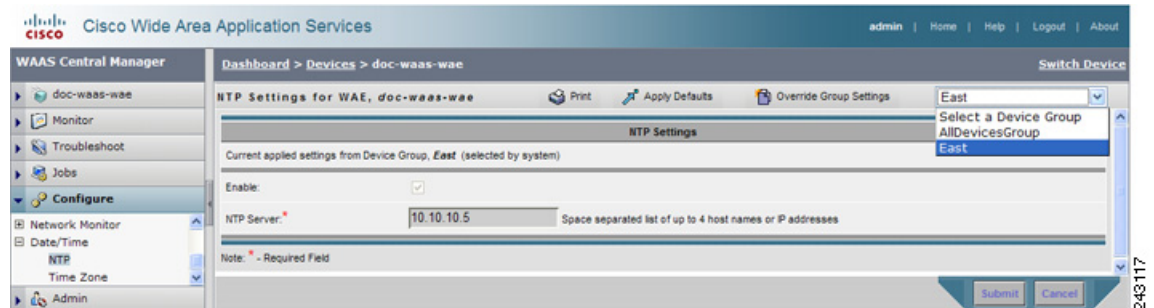 CISCO
Cisco Wide Area Application Services
admin | Home | Help | Logout | About
WAAS Central Manager
Dashboard > Devices > doc-waas-wae
Switch Device
doc-waas-wae
Monitor
Troubleshoot
Jobs
Configure
Network Monitor
Date/Time
NTP
Time Zone
Admin
NTP Settings for WAE, doc-waas-wae
Print
Apply Defaults
Override Group Settings
East
Select a Device Group
AllDevicesGroup
East
NTP Settings
Current applied settings from Device Group, East (selected by system)
Enable:
NTP Server:* 10.10.10.5 Space separated list of up to 4 host names or IP addresses
Note: * - Required Field
Submit Cancel
243117